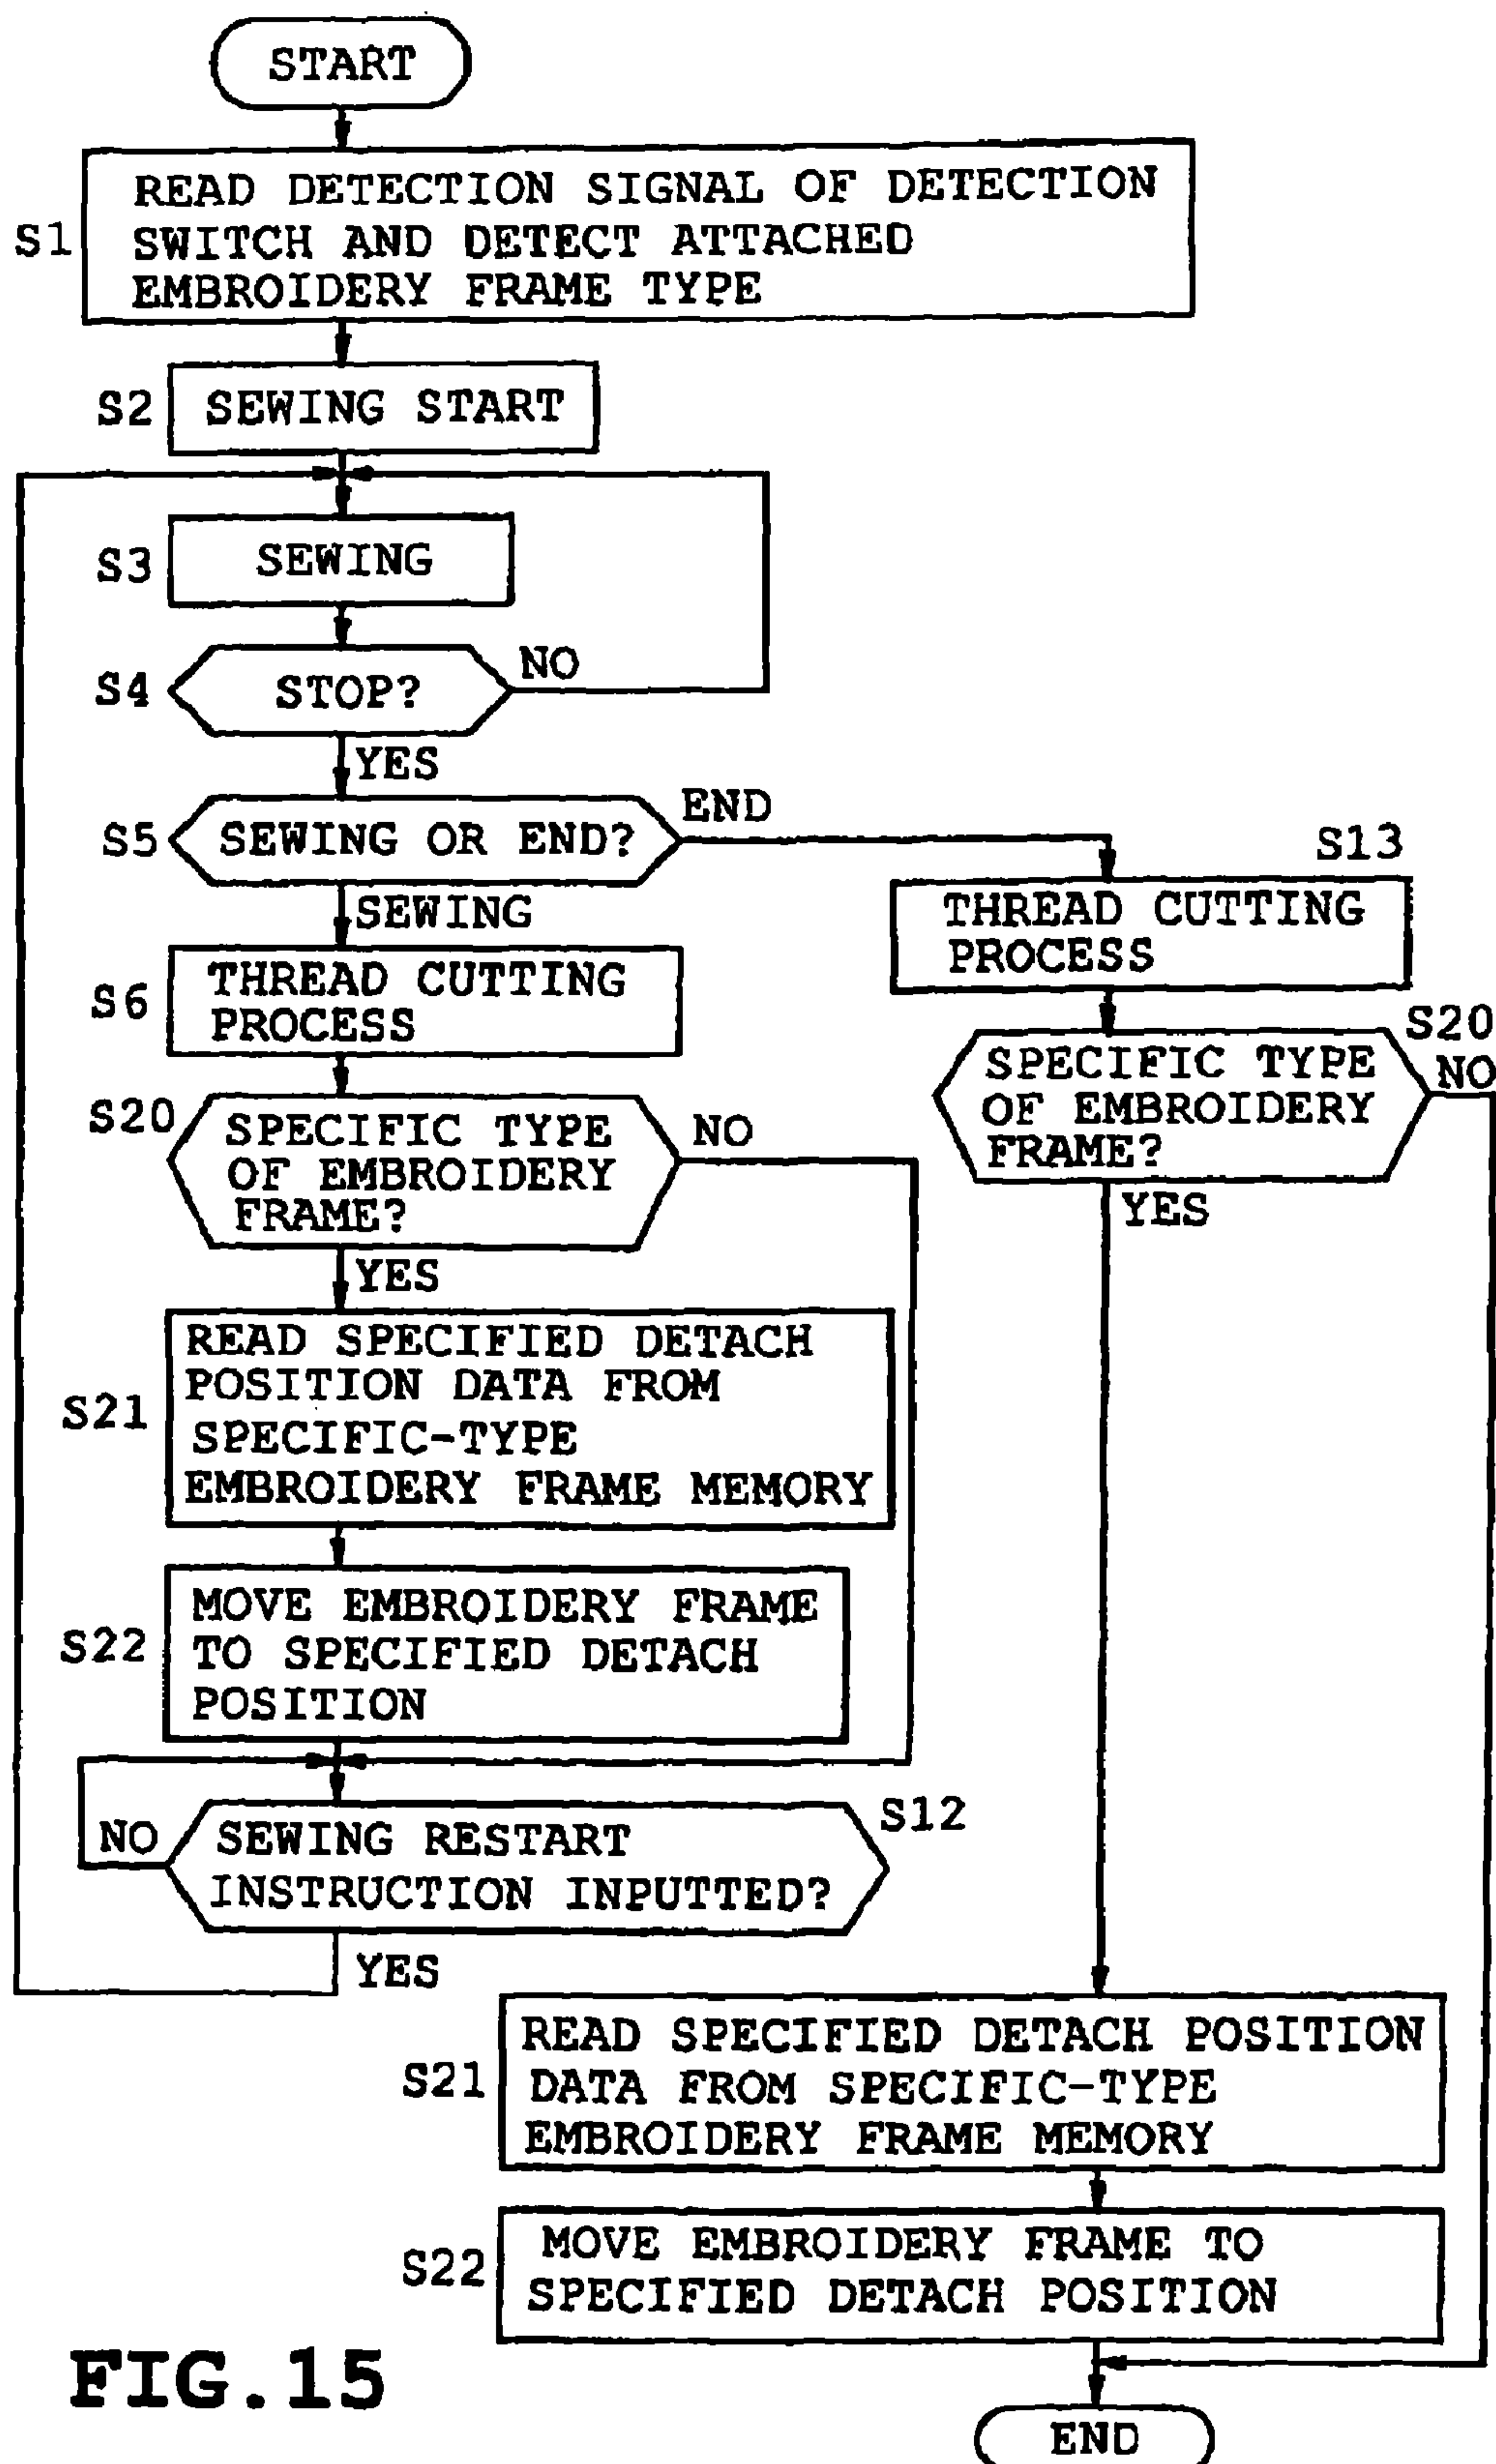 START
S1
READ DETECTION SIGNAL OF DETECTION
SWITCH AND DETECT ATTACHED
EMBROIDERY FRAME TYPE
S2
SEWING START
S3
SEWING
S4
STOP?
NO
YES
S5
SEWING OR END?
END
SEWING
S6
THREAD CUTTING
PROCESS
S20
SPECIFIC TYPE
OF EMBROIDERY
FRAME?
NO
YES
S21
READ SPECIFIED DETACH
POSITION DATA FROM
SPECIFIC-TYPE
EMBROIDERY FRAME MEMORY
S22
MOVE EMBROIDERY FRAME
TO SPECIFIED DETACH
POSITION
S12
SEWING RESTART
INSTRUCTION INPUTTED?
NO
YES
S13
THREAD CUTTING
PROCESS
S20
SPECIFIC TYPE
OF EMBROIDERY
FRAME?
NO
YES
S21
READ SPECIFIED DETACH POSITION
DATA FROM SPECIFIC-TYPE
EMBROIDERY FRAME MEMORY
S22
MOVE EMBROIDERY FRAME TO
SPECIFIED DETACH POSITION
END
FIG.15